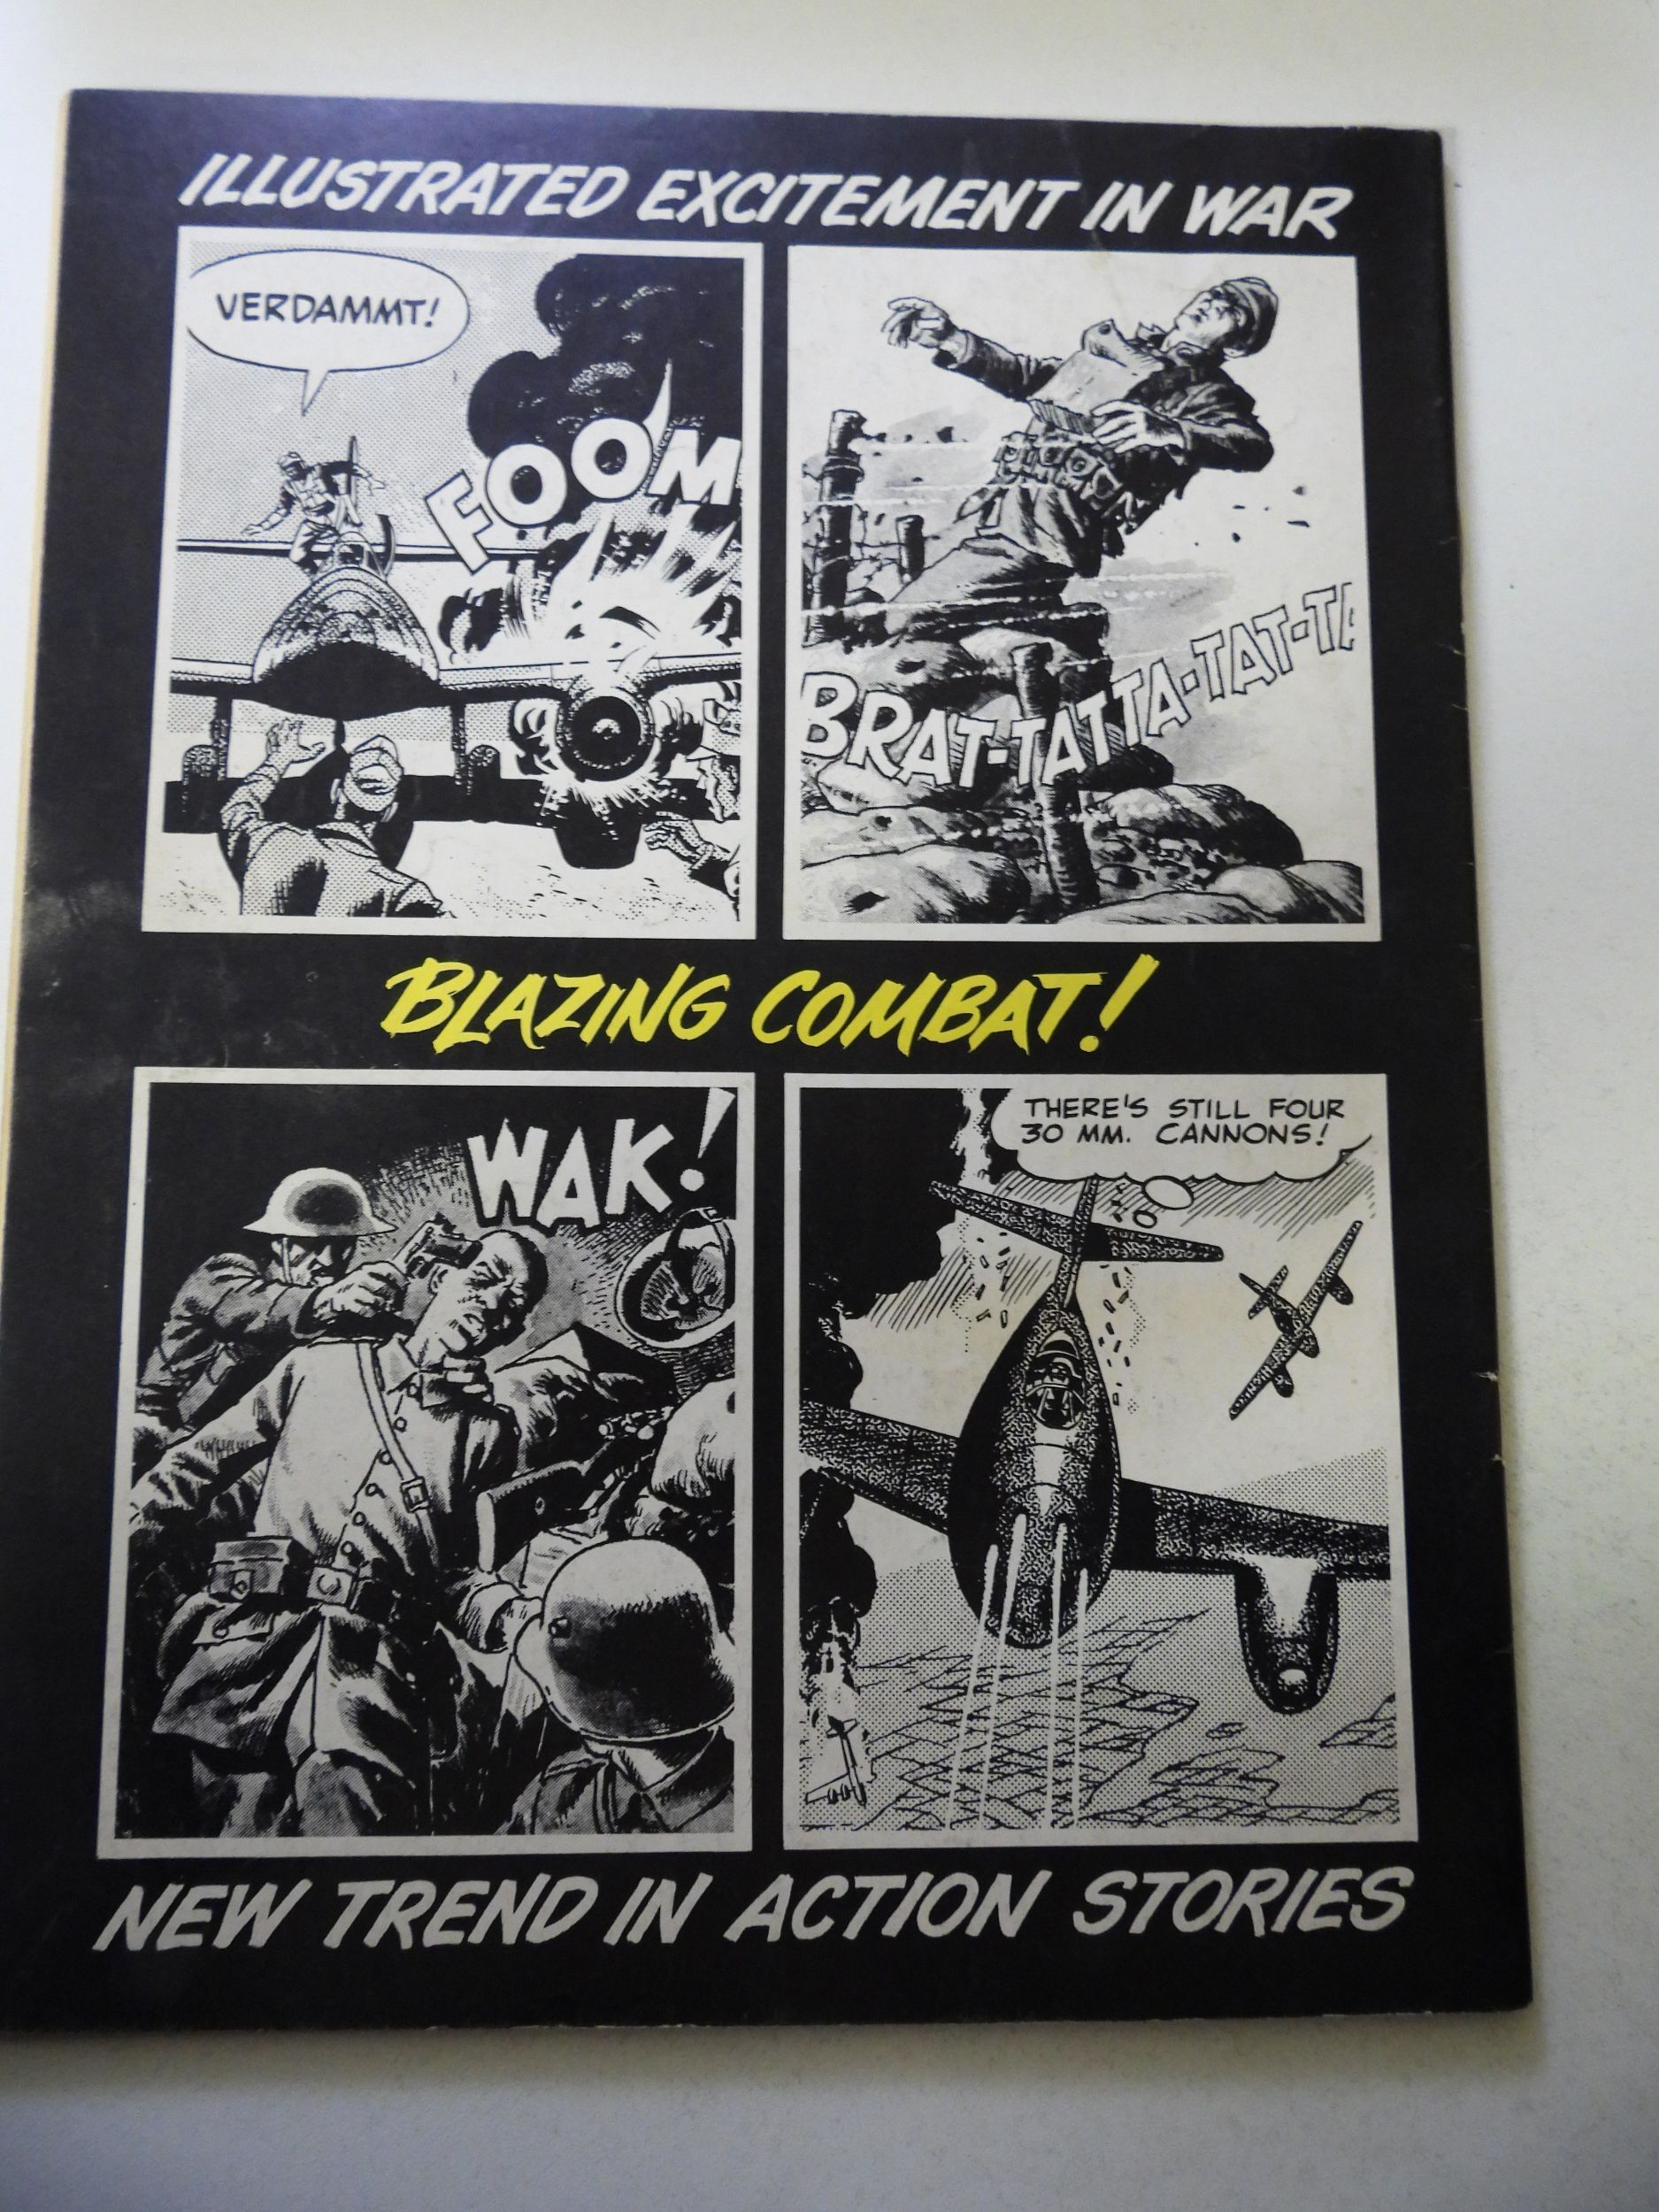 ILLUSTRATED EXCITEMENT IN WAR
VERDAMMT!
FOOM
BRAT-TATTTA-TAT-TA
BLAZING COMBAT!
WAK!
THERE'S STILL FOUR
30 MM. CANNONS!
NEW TREND IN ACTION STORIES